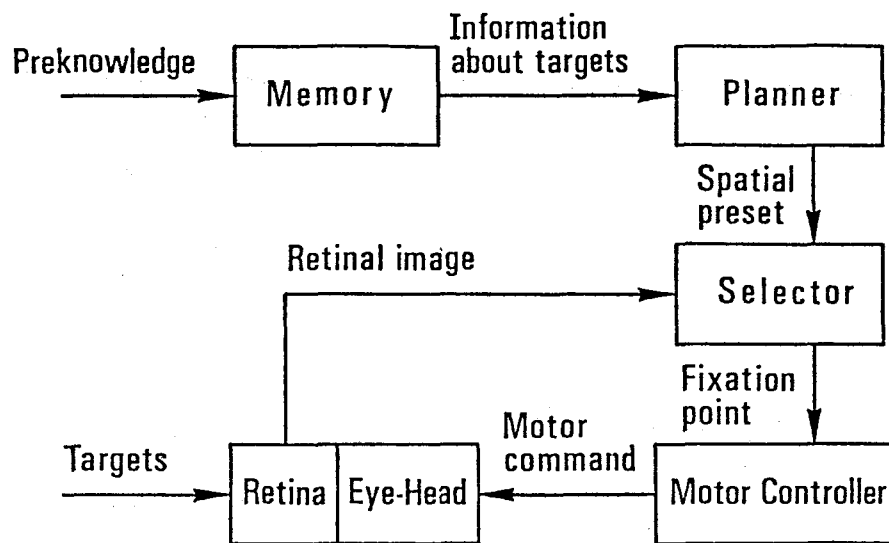 Preknowledge
Memory
Information
about targets
Planner
Spatial
preset
Retinal image
Selector
Fixation
point
Targets
Retina
Eye-Head
Motor
command
Motor Controller